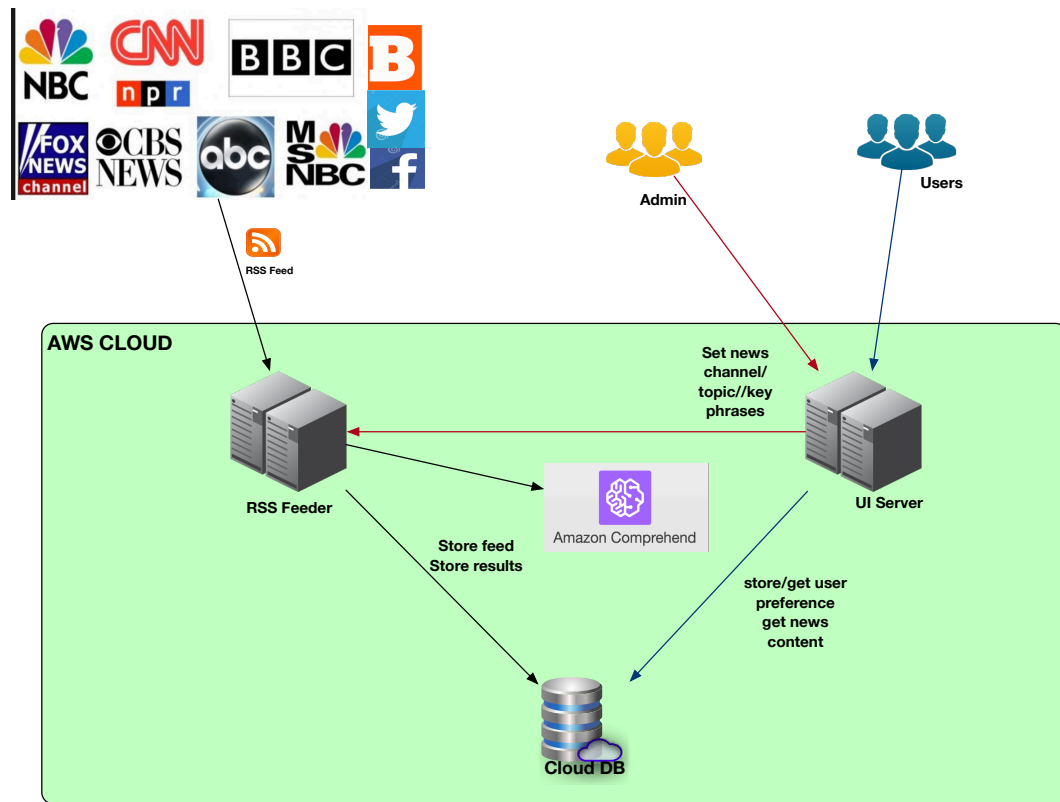 NBC
CNN
npr
BBC
B
FOX
NEWS
channel
CBS
NEWS
abc
MSNBC
f
RSS Feed
Admin
Users
AWS CLOUD
Set news
channel/
topic//key
phrases
RSS Feeder
UI Server
Amazon Comprehend
Store feed
Store results
store/get user
preference
get news
content
Cloud DB